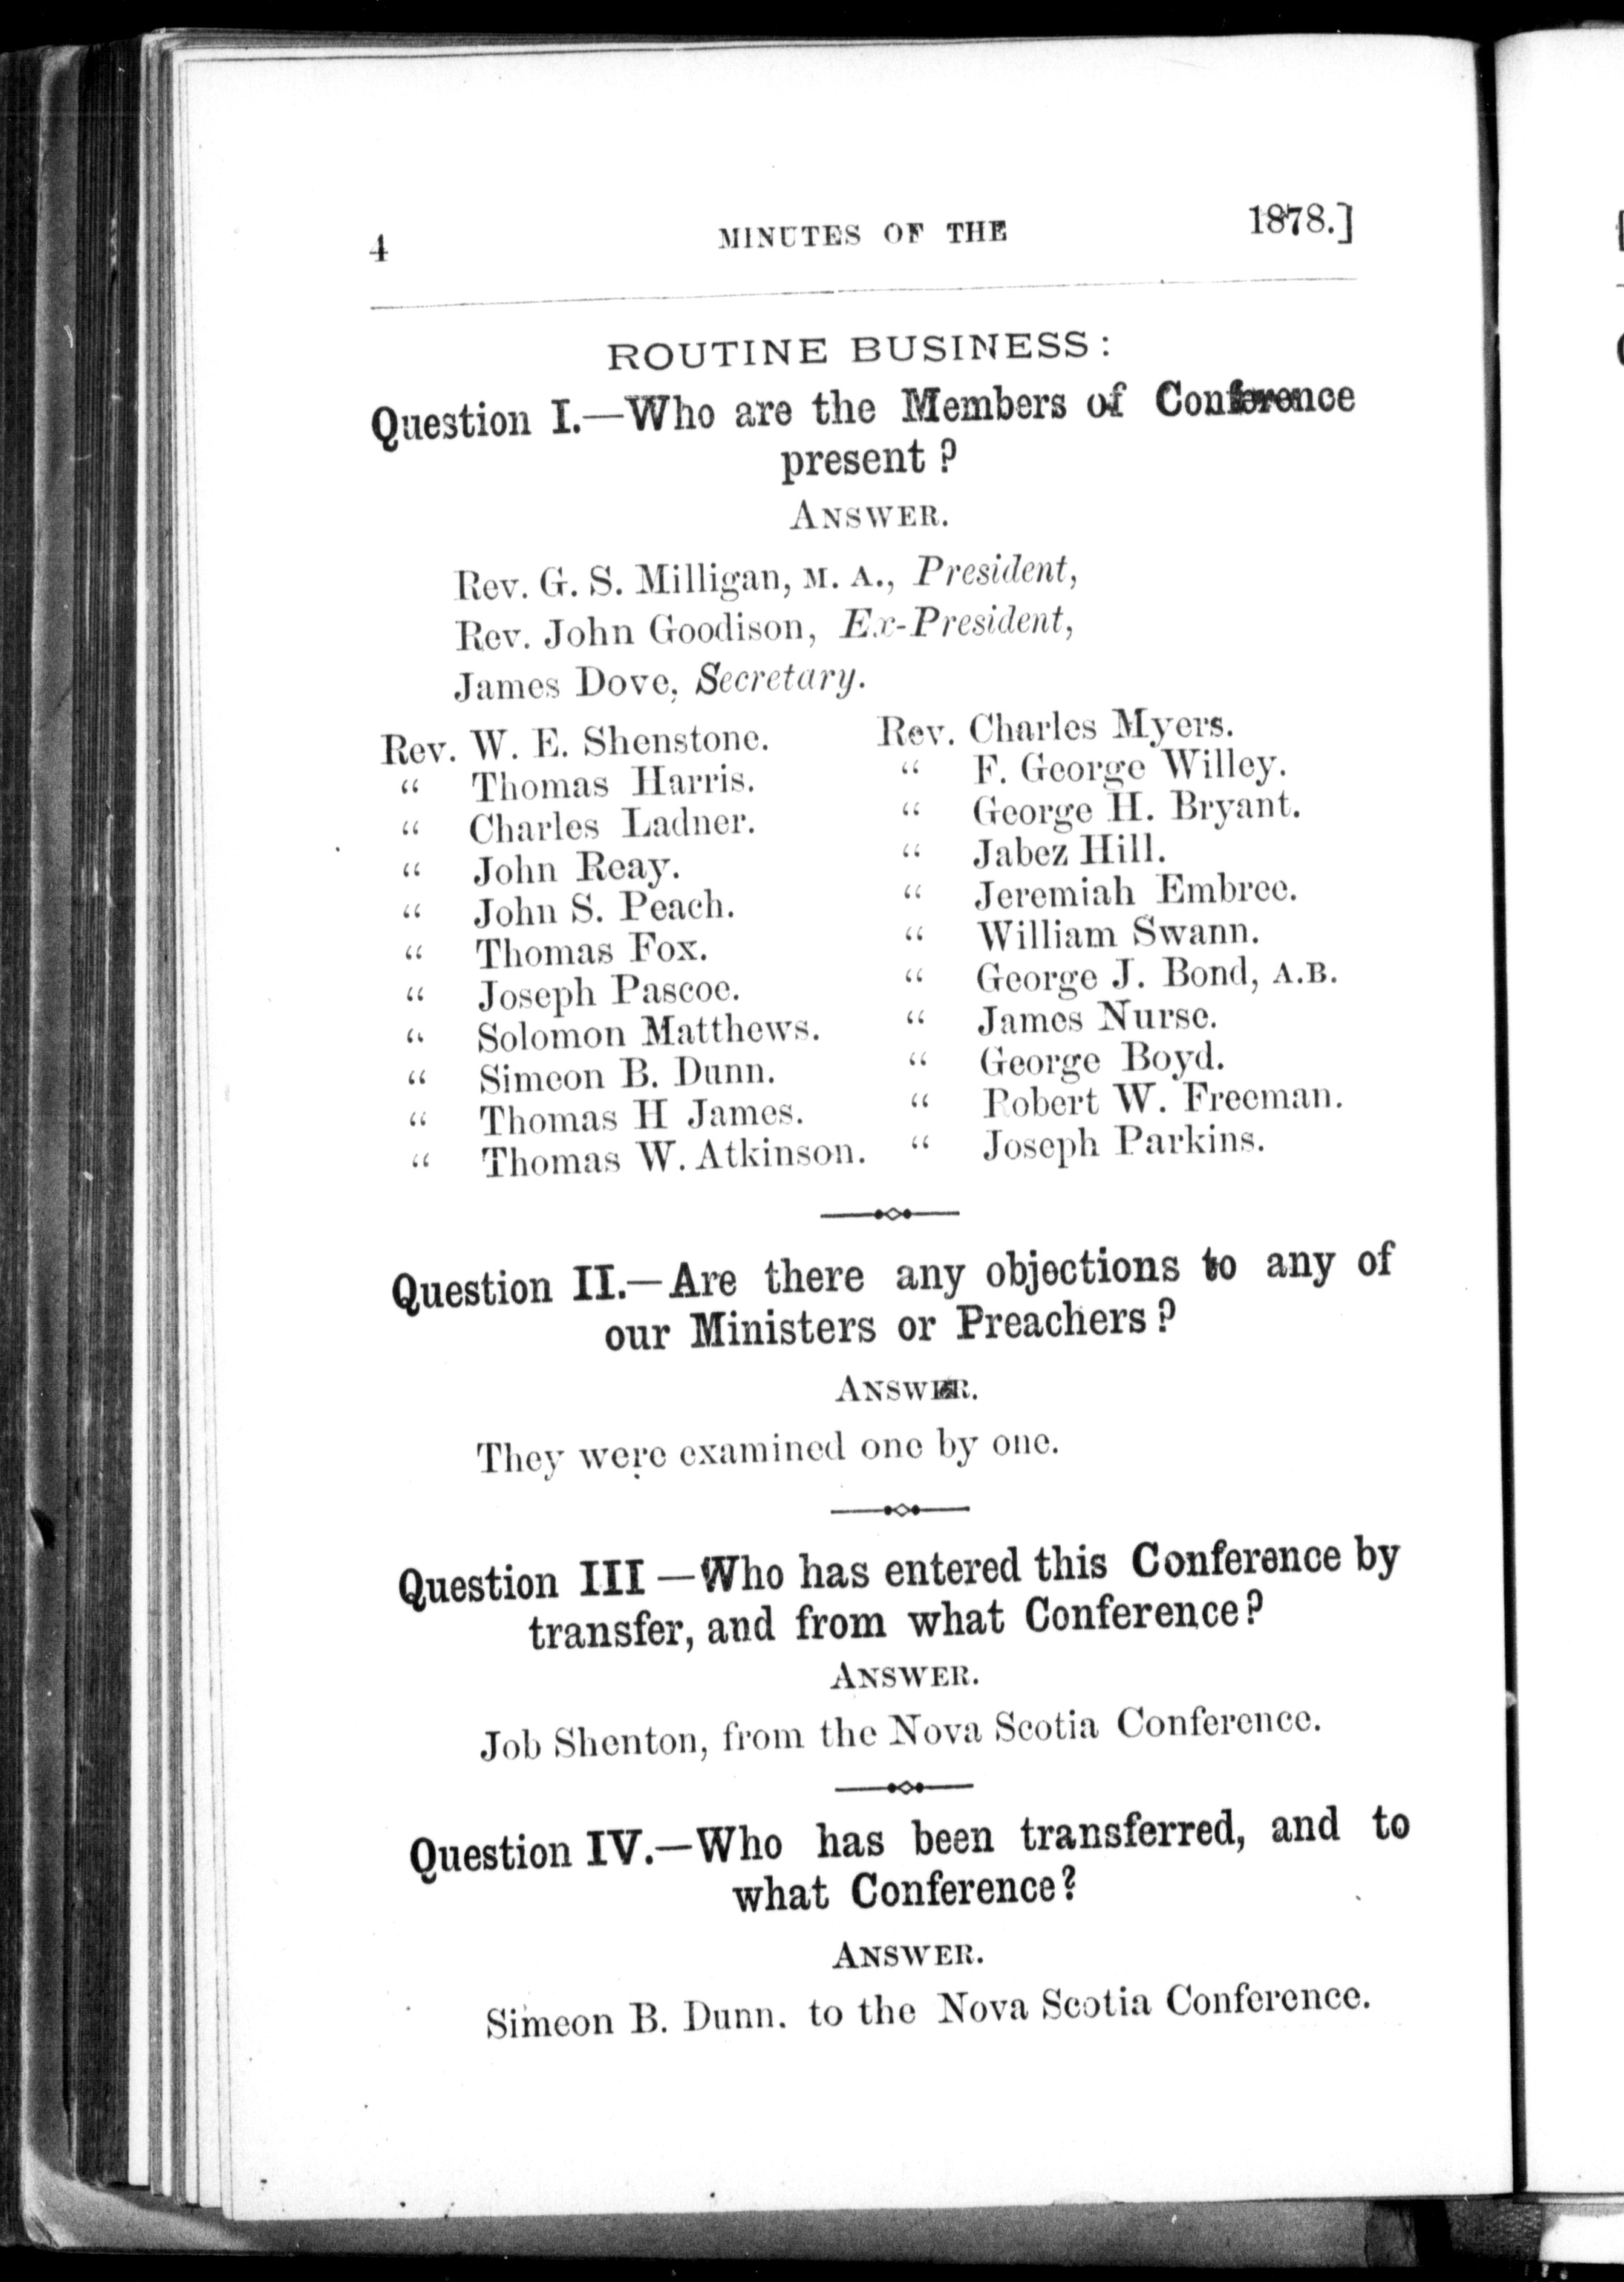 4 MINUTES OF THE 1878.]
ROUTINE BUSINESS:
Question I.—Who are the Members of Conference
present?
ANSWER.
Rev. G. S. Milligan, M. A., President,
Rev. John Goodison, Ex-President,
James Dove, Secretary.
Rev. W. E. Shenstone.
“ Thomas Harris.
“ Charles Ladner.
“ John Reay.
“ John S. Peach.
“ Thomas Fox.
“ Joseph Pascoe.
“ Solomon Matthews.
“ Simeon B. Dunn.
“ Thomas H James.
“ Thomas W. Atkinson.
Rev. Charles Myers.
“ F. George Willey.
“ George H. Bryant.
“ Jabez Hill.
“ Jeremiah Embree.
“ William Swann.
“ George J. Bond, A.B.
“ James Nurse.
“ George Boyd.
“ Robert W. Freeman.
“ Joseph Parkins.
Question II.—Are there any objections to any of
our Ministers or Preachers?
ANSWER.
They were examined one by one.
Question III —Who has entered this Conference by
transfer, and from what Conference?
ANSWER.
Job Shenton, from the Nova Scotia Conference.
Question IV.—Who has been transferred, and to
what Conference?
ANSWER.
Simeon B. Dunn. to the Nova Scotia Conference.